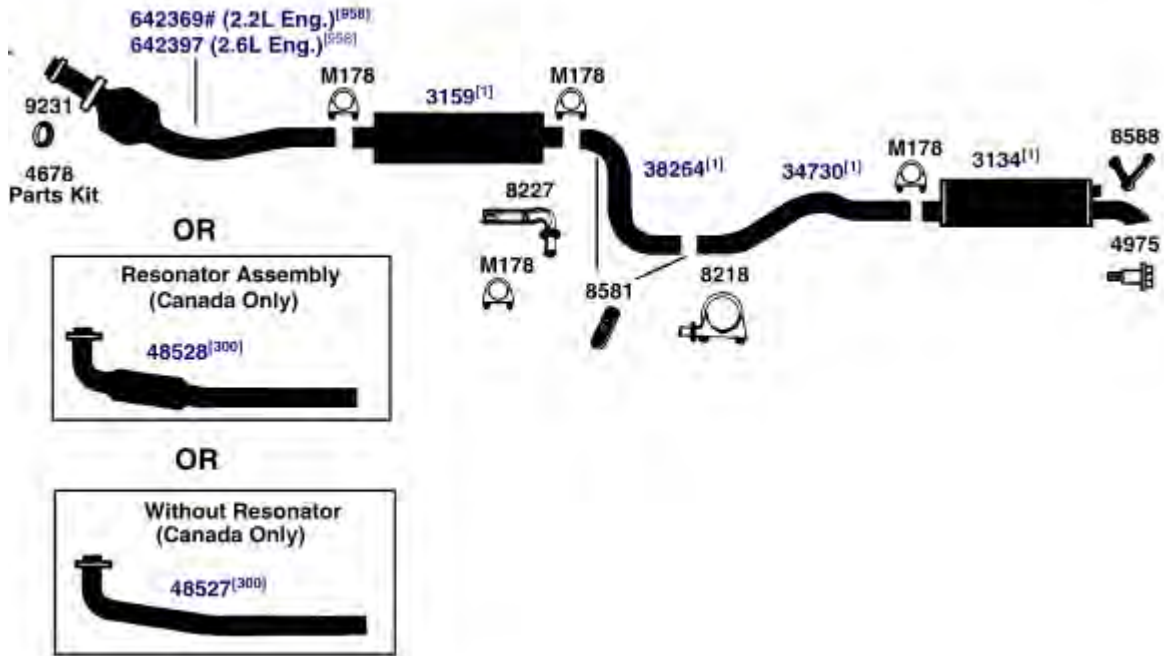 642369# (2.2L Eng.)[958]
642397 (2.6L Eng.)[958]
M178
M178
3159[1]
9231
8588
M178
3134[1]
38264[1]
34730[1]
4678
Parts Kit
8227
4975
M178
8581
8218
OR
Resonator Assembly
(Canada Only)
48528[300]
OR
Without Resonator
(Canada Only)
48527[300]